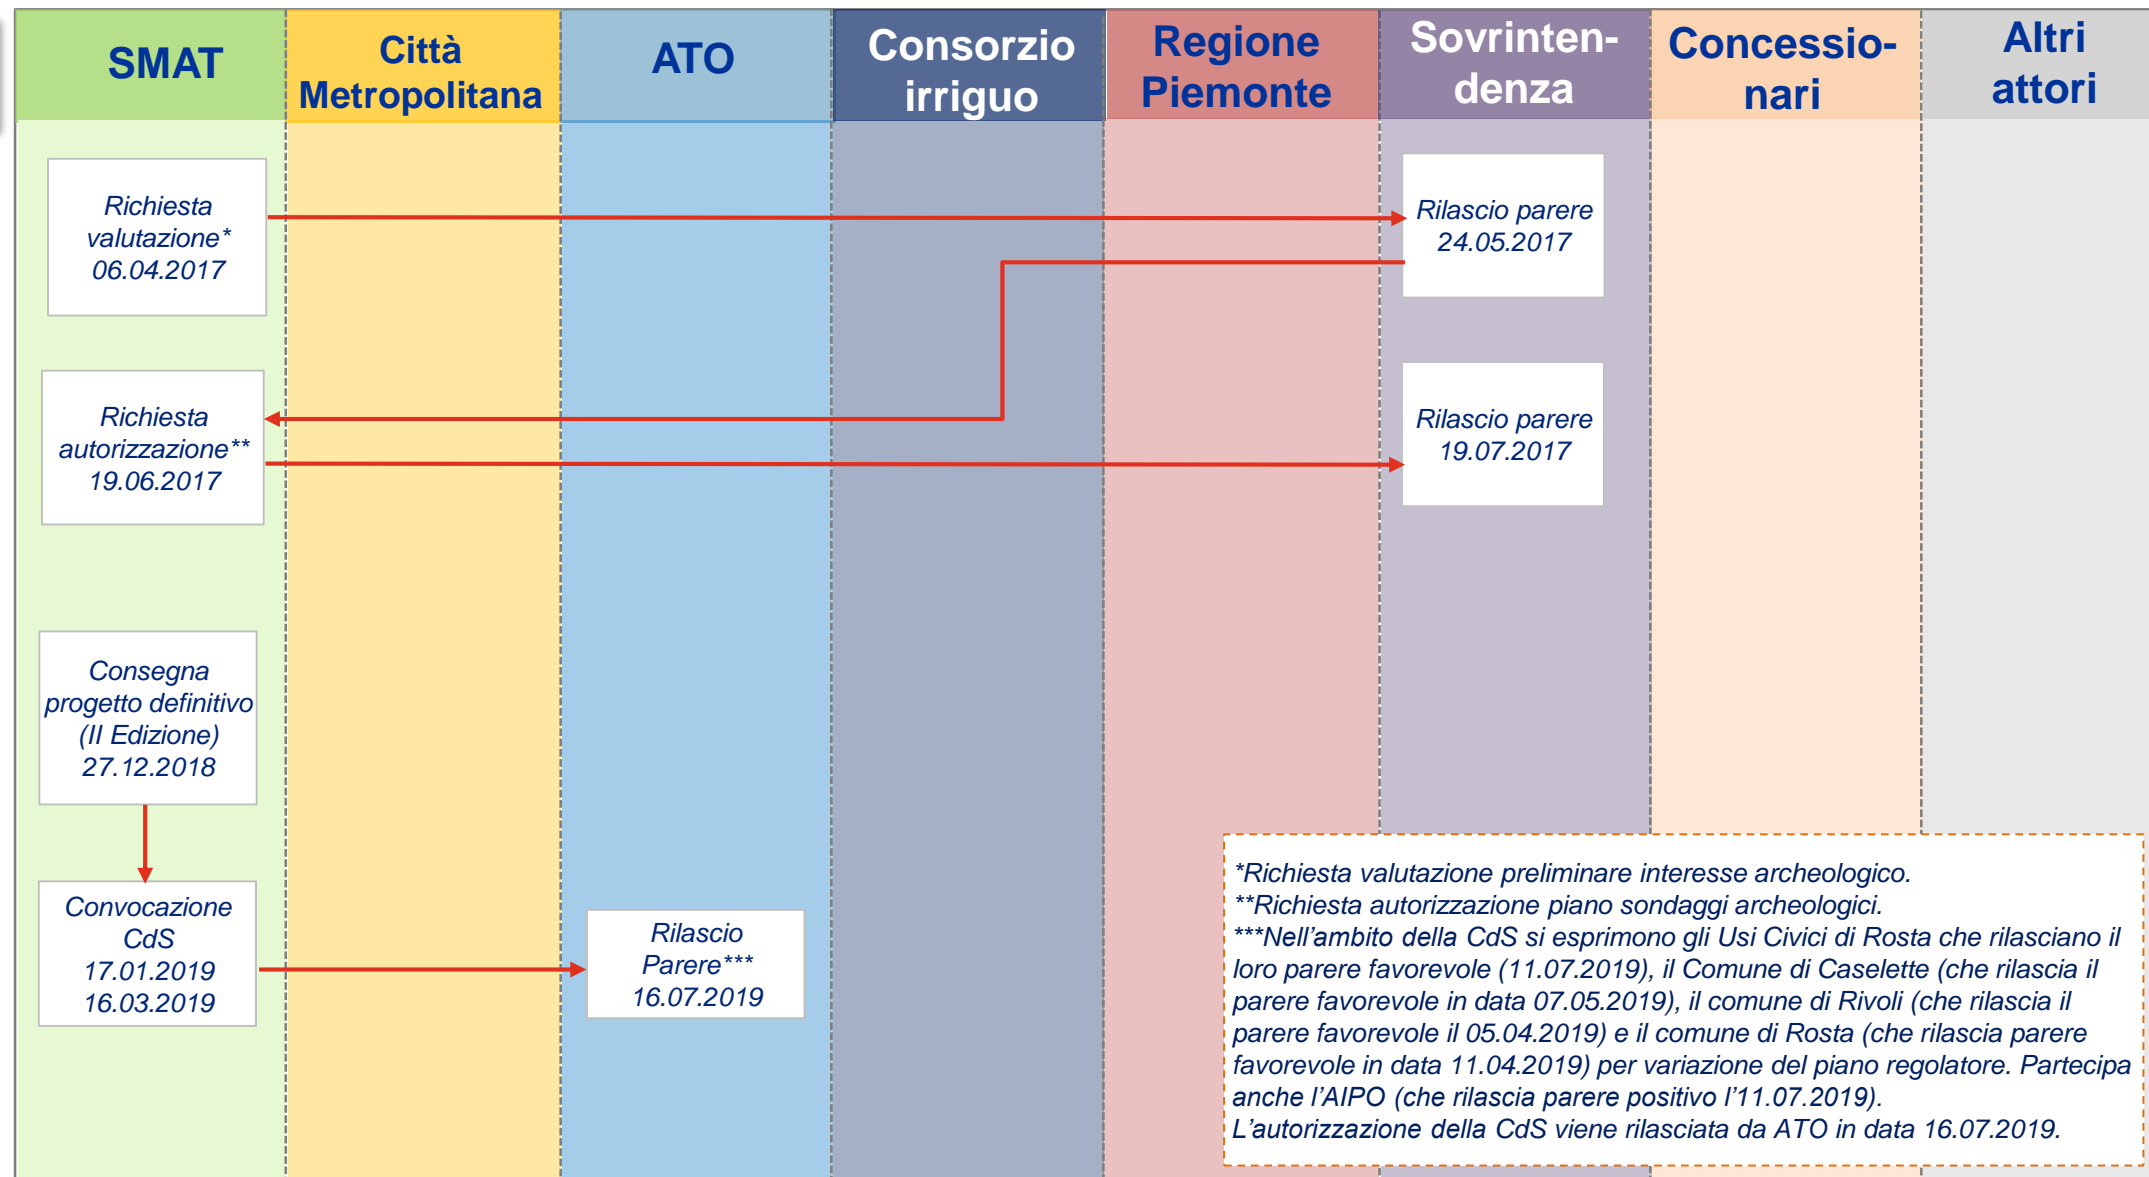 SMAT
Città
Metropolitana
ATO
Consorzio
irriguo
Regione
Piemonte
Sovrinten-
denza
Concessio-
nari
Altri
attori
Richiesta
valutazione*
06.04.2017
Rilascio parere
24.05.2017
Richiesta
autorizzazione**
19.06.2017
Rilascio parere
19.07.2017
Consegna
progetto definitivo
(II Edizione)
27.12.2018
Convocazione
CdS
17.01.2019
16.03.2019
Rilascio
Parere***
16.07.2019
*Richiesta valutazione preliminare interesse archeologico.
**Richiesta autorizzazione piano sondaggi archeologici.
***Nell’ambito della CdS si esprimono gli Usi Civici di Rosta che rilasciano il
loro parere favorevole (11.07.2019), il Comune di Caselette (che rilascia il
parere favorevole in data 07.05.2019), il comune di Rivoli (che rilascia il
parere favorevole il 05.04.2019) e il comune di Rosta (che rilascia parere
favorevole in data 11.04.2019) per variazione del piano regolatore. Partecipa
anche l’AIPO (che rilascia parere positivo l’11.07.2019).
L’autorizzazione della CdS viene rilasciata da ATO in data 16.07.2019.